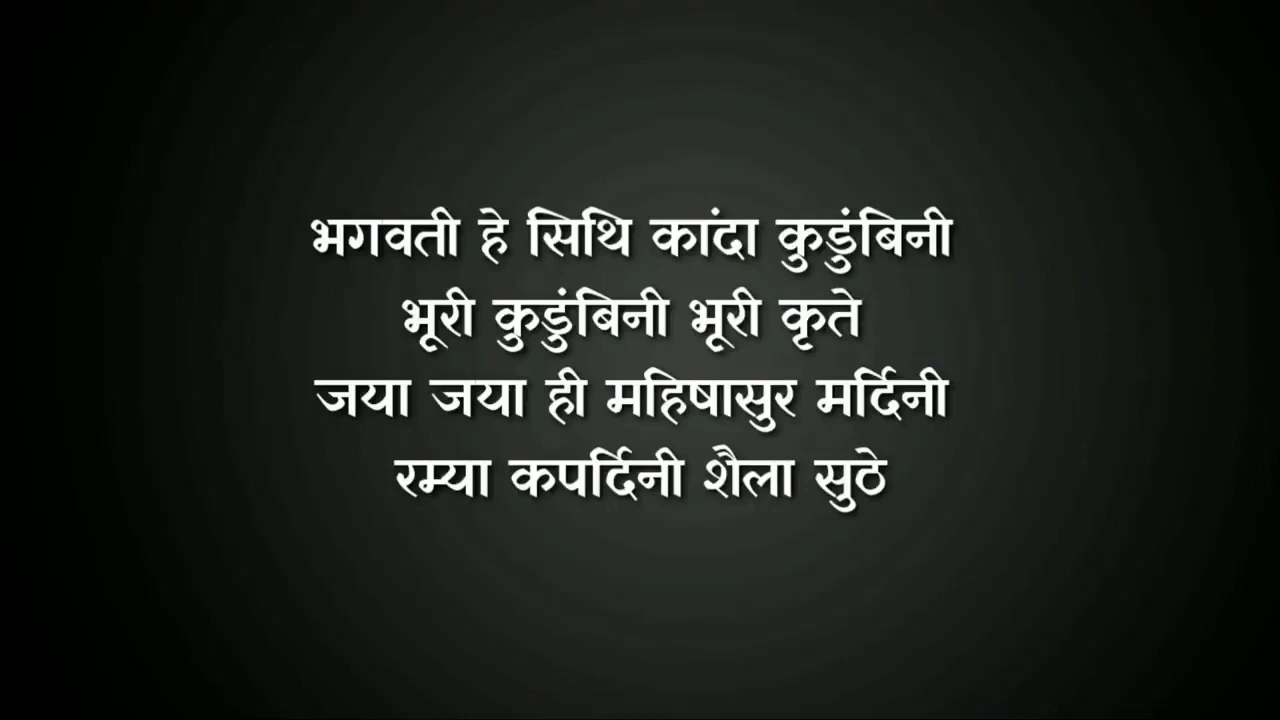 भगवती हे सिथि कांदा कुडुंबिनी
भूरी कुडुंबिनी भूरी कृते
जया जया ही महिषासुर मर्दिनी
रम्या कपर्दिनी शैला सुठे